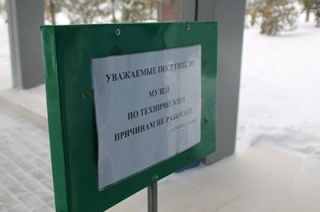 УВАЖАЕМЫЕ ПОСЕТИТЕЛИ
МУЗЕЙ
ПО ТЕХНИЧЕСКИМ
ПРИЧИНАМ НЕ РАБОТАЕТ